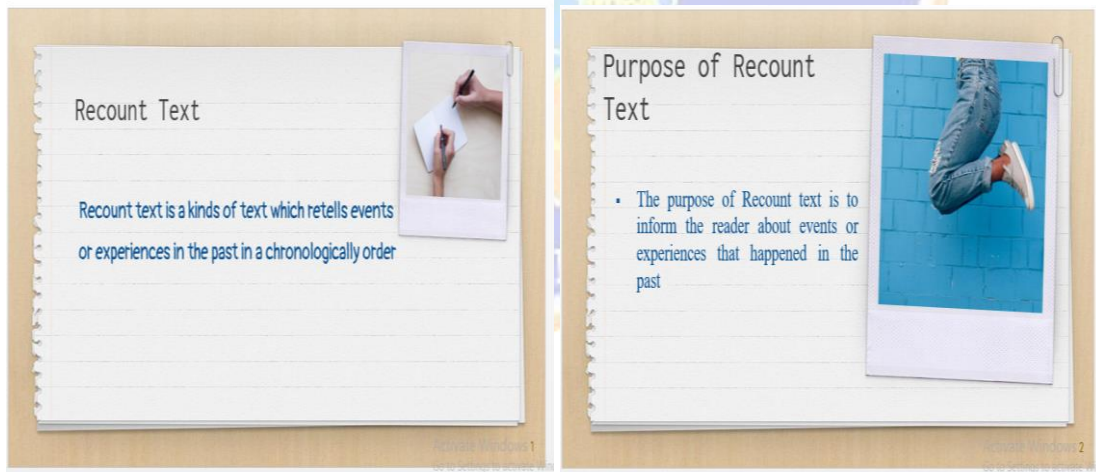 Recount Text
Recount text is a kinds of text which retells events
or experiences in the past in a chronologically order
Activate Windows 1
Purpose of Recount
Text
▪ The purpose of Recount text is to
inform the reader about events or
experiences that happened in the
past
Activate Windows 2